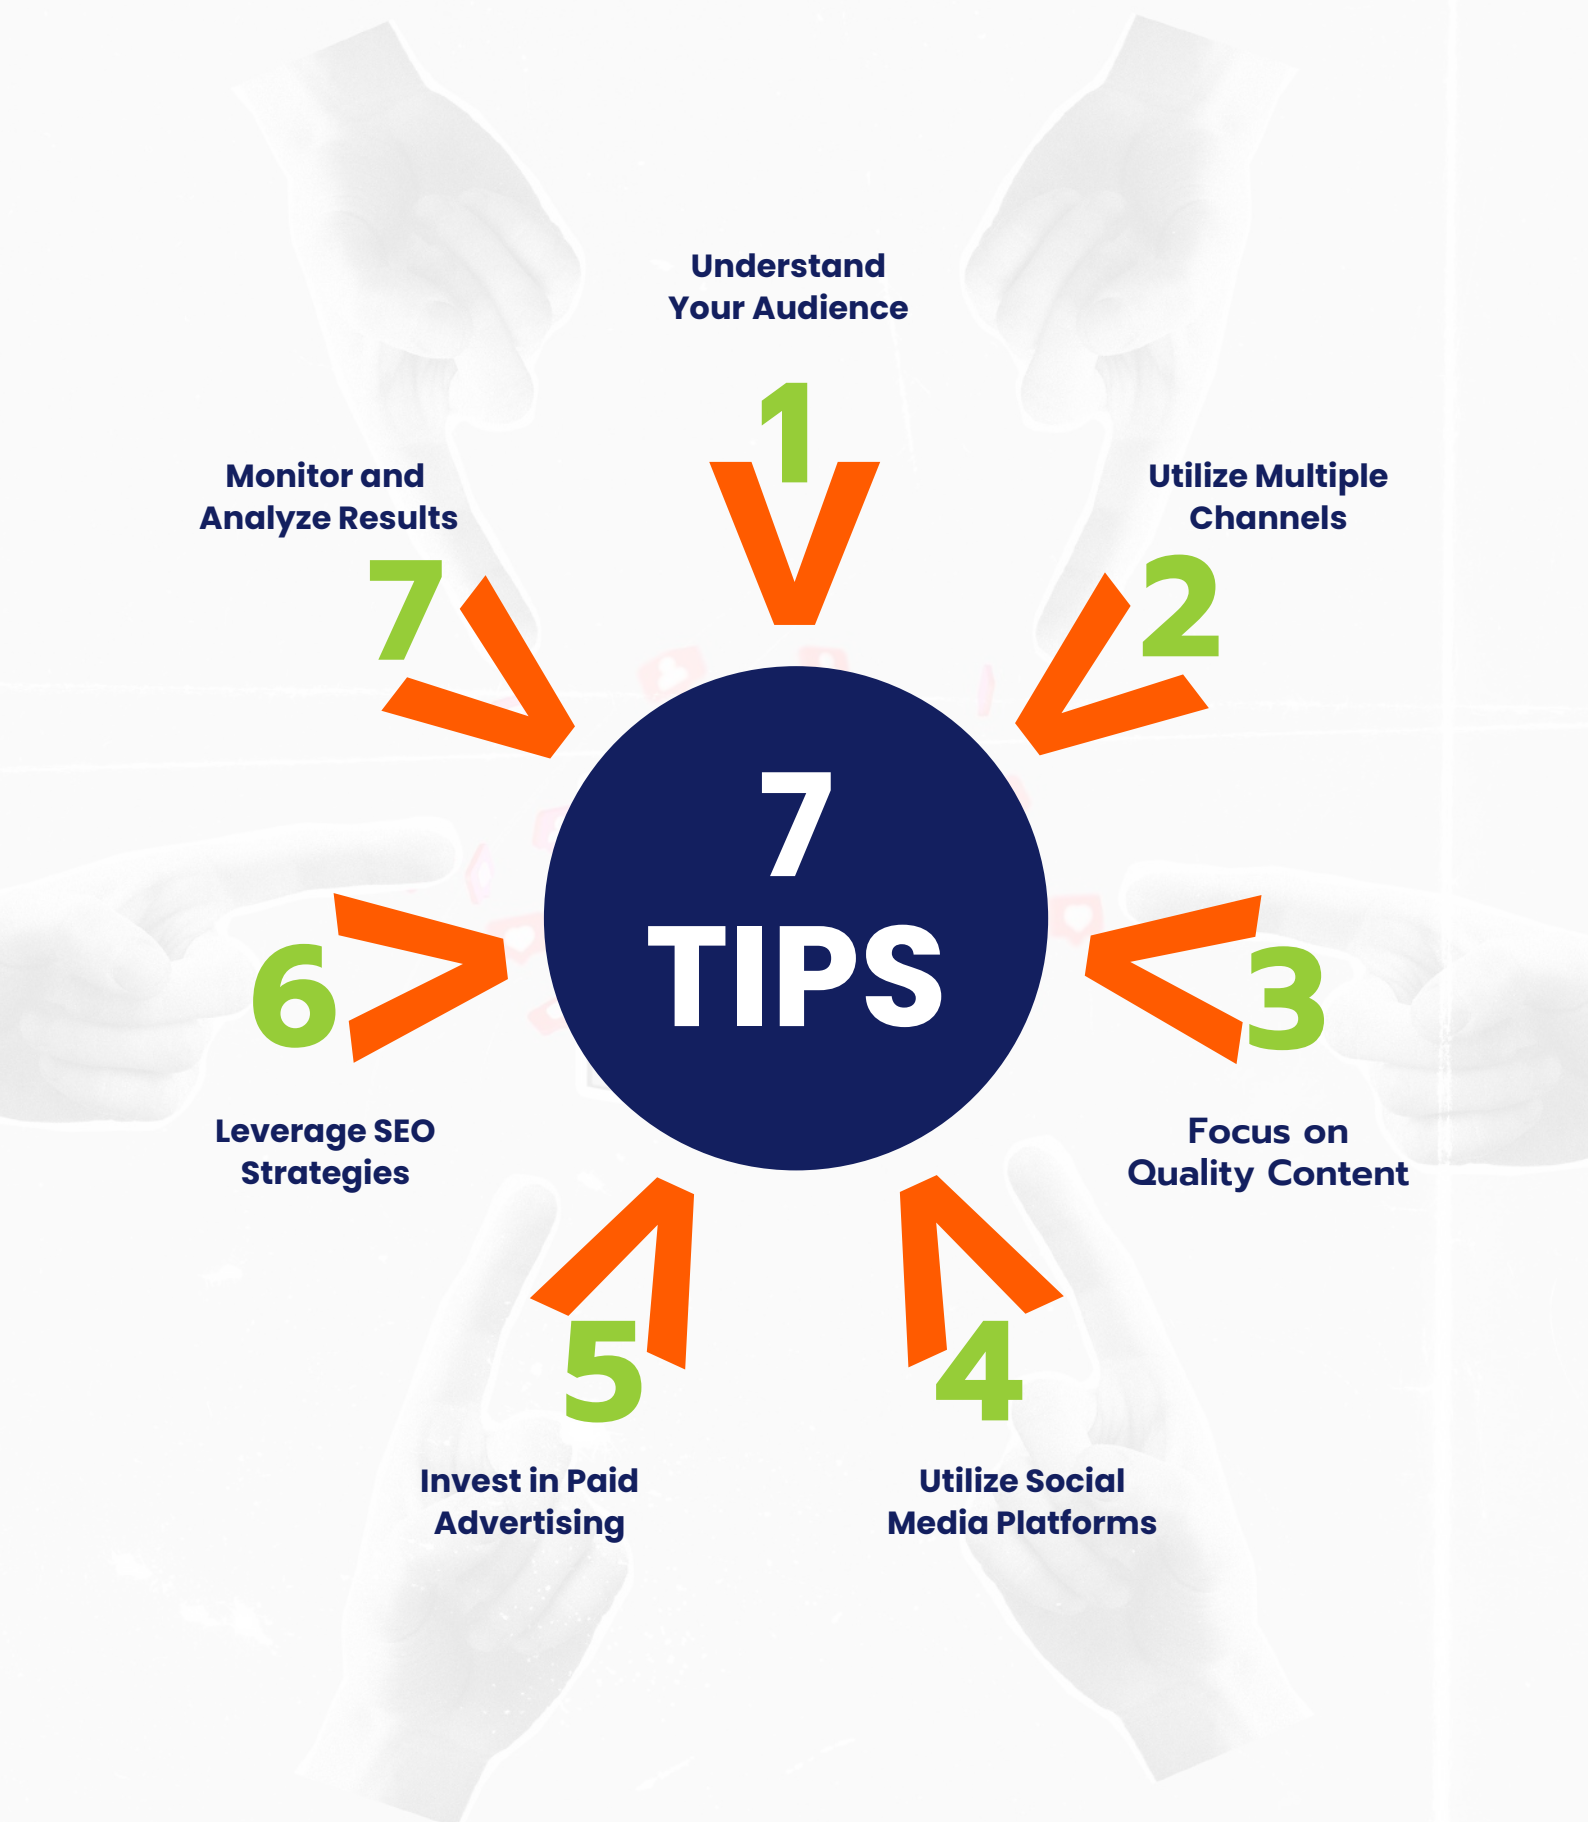 Understand
Your Audience
1
Utilize Multiple
Channels
2
3
Focus on
Quality Content
4
Utilize Social
Media Platforms
5
Invest in Paid
Advertising
6
Leverage SEO
Strategies
Monitor and
Analyze Results
7
7
TIPS